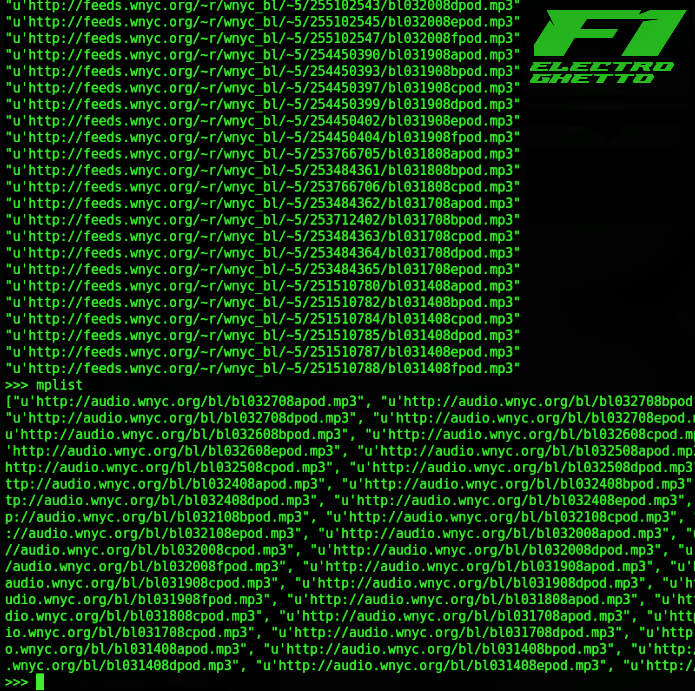 "u'http://feeds.wnyc.org/~r/wnyc_bl/~5/255102543/bl032008dpod.mp3"
"u'http://feeds.wnyc.org/~r/wnyc_bl/~5/255102545/bl032008epod.mp3"
"u'http://feeds.wnyc.org/~r/wnyc_bl/~5/255102547/bl032008fpod.mp3"
"u'http://feeds.wnyc.org/~r/wnyc_bl/~5/254450390/bl031908apod.mp3"
"u'http://feeds.wnyc.org/~r/wnyc_bl/~5/254450393/bl031908bpod.mp3"
"u'http://feeds.wnyc.org/~r/wnyc_bl/~5/254450397/bl031908cpod.mp3"
"u'http://feeds.wnyc.org/~r/wnyc_bl/~5/254450399/bl031908dpod.mp3"
"u'http://feeds.wnyc.org/~r/wnyc_bl/~5/254450402/bl031908epod.mp3"
"u'http://feeds.wnyc.org/~r/wnyc_bl/~5/254450404/bl031908fpod.mp3"
"u'http://feeds.wnyc.org/~r/wnyc_bl/~5/253766705/bl031808apod.mp3"
"u'http://feeds.wnyc.org/~r/wnyc_bl/~5/253484361/bl031808bpod.mp3"
"u'http://feeds.wnyc.org/~r/wnyc_bl/~5/253766706/bl031808cpod.mp3"
"u'http://feeds.wnyc.org/~r/wnyc_bl/~5/253484362/bl031708apod.mp3"
"u'http://feeds.wnyc.org/~r/wnyc_bl/~5/253712402/bl031708bpod.mp3"
"u'http://feeds.wnyc.org/~r/wnyc_bl/~5/253484363/bl031708cpod.mp3"
"u'http://feeds.wnyc.org/~r/wnyc_bl/~5/253484364/bl031708dpod.mp3"
"u'http://feeds.wnyc.org/~r/wnyc_bl/~5/253484365/bl031708epod.mp3"
"u'http://feeds.wnyc.org/~r/wnyc_bl/~5/251510780/bl031408apod.mp3"
"u'http://feeds.wnyc.org/~r/wnyc_bl/~5/251510782/bl031408bpod.mp3"
"u'http://feeds.wnyc.org/~r/wnyc_bl/~5/251510784/bl031408cpod.mp3"
"u'http://feeds.wnyc.org/~r/wnyc_bl/~5/251510785/bl031408dpod.mp3"
"u'http://feeds.wnyc.org/~r/wnyc_bl/~5/251510787/bl031408epod.mp3"
"u'http://feeds.wnyc.org/~r/wnyc_bl/~5/251510788/bl031408fpod.mp3"
>>> mplist
["u'http://audio.wnyc.org/bl/bl032708apod.mp3", "u'http://audio.wnyc.org/bl/bl032708bpod
"u'http://audio.wnyc.org/bl/bl032708dpod.mp3", "u'http://audio.wnyc.org/bl/bl032708epod.m
u'http://audio.wnyc.org/bl/bl032608bpod.mp3", "u'http://audio.wnyc.org/bl/bl032608cpod.mp
'http://audio.wnyc.org/bl/bl032608epod.mp3", "u'http://audio.wnyc.org/bl/bl032508apod.mp3
http://audio.wnyc.org/bl/bl032508cpod.mp3", "u'http://audio.wnyc.org/bl/bl032508dpod.mp3"
ttp://audio.wnyc.org/bl/bl032408apod.mp3", "u'http://audio.wnyc.org/bl/bl032408bpod.mp3"
tp://audio.wnyc.org/bl/bl032408dpod.mp3", "u'http://audio.wnyc.org/bl/bl032408epod.mp3",
p://audio.wnyc.org/bl/bl032108bpod.mp3", "u'http://audio.wnyc.org/bl/bl032108cpod.mp3",
://audio.wnyc.org/bl/bl032108epod.mp3", "u'http://audio.wnyc.org/bl/bl032008apod.mp3", "u
//audio.wnyc.org/bl/bl032008cpod.mp3", "u'http://audio.wnyc.org/bl/bl032008dpod.mp3", "u
/audio.wnyc.org/bl/bl032008fpod.mp3", "u'http://audio.wnyc.org/bl/bl031908apod.mp3", "u'h
audio.wnyc.org/bl/bl031908cpod.mp3", "u'http://audio.wnyc.org/bl/bl031908dpod.mp3", "u'ht
udio.wnyc.org/bl/bl031908fpod.mp3", "u'http://audio.wnyc.org/bl/bl031808apod.mp3", "u'htt
dio.wnyc.org/bl/bl031808cpod.mp3", "u'http://audio.wnyc.org/bl/bl031708apod.mp3", "u'http
io.wnyc.org/bl/bl031708cpod.mp3", "u'http://audio.wnyc.org/bl/bl031708dpod.mp3", "u'http
o.wnyc.org/bl/bl031408apod.mp3", "u'http://audio.wnyc.org/bl/bl031408bpod.mp3", "u'http:/
.wnyc.org/bl/bl031408dpod.mp3", "u'http://audio.wnyc.org/bl/bl031408epod.mp3", "u'http://
>>>
F1
ELECTRO
GHETTO